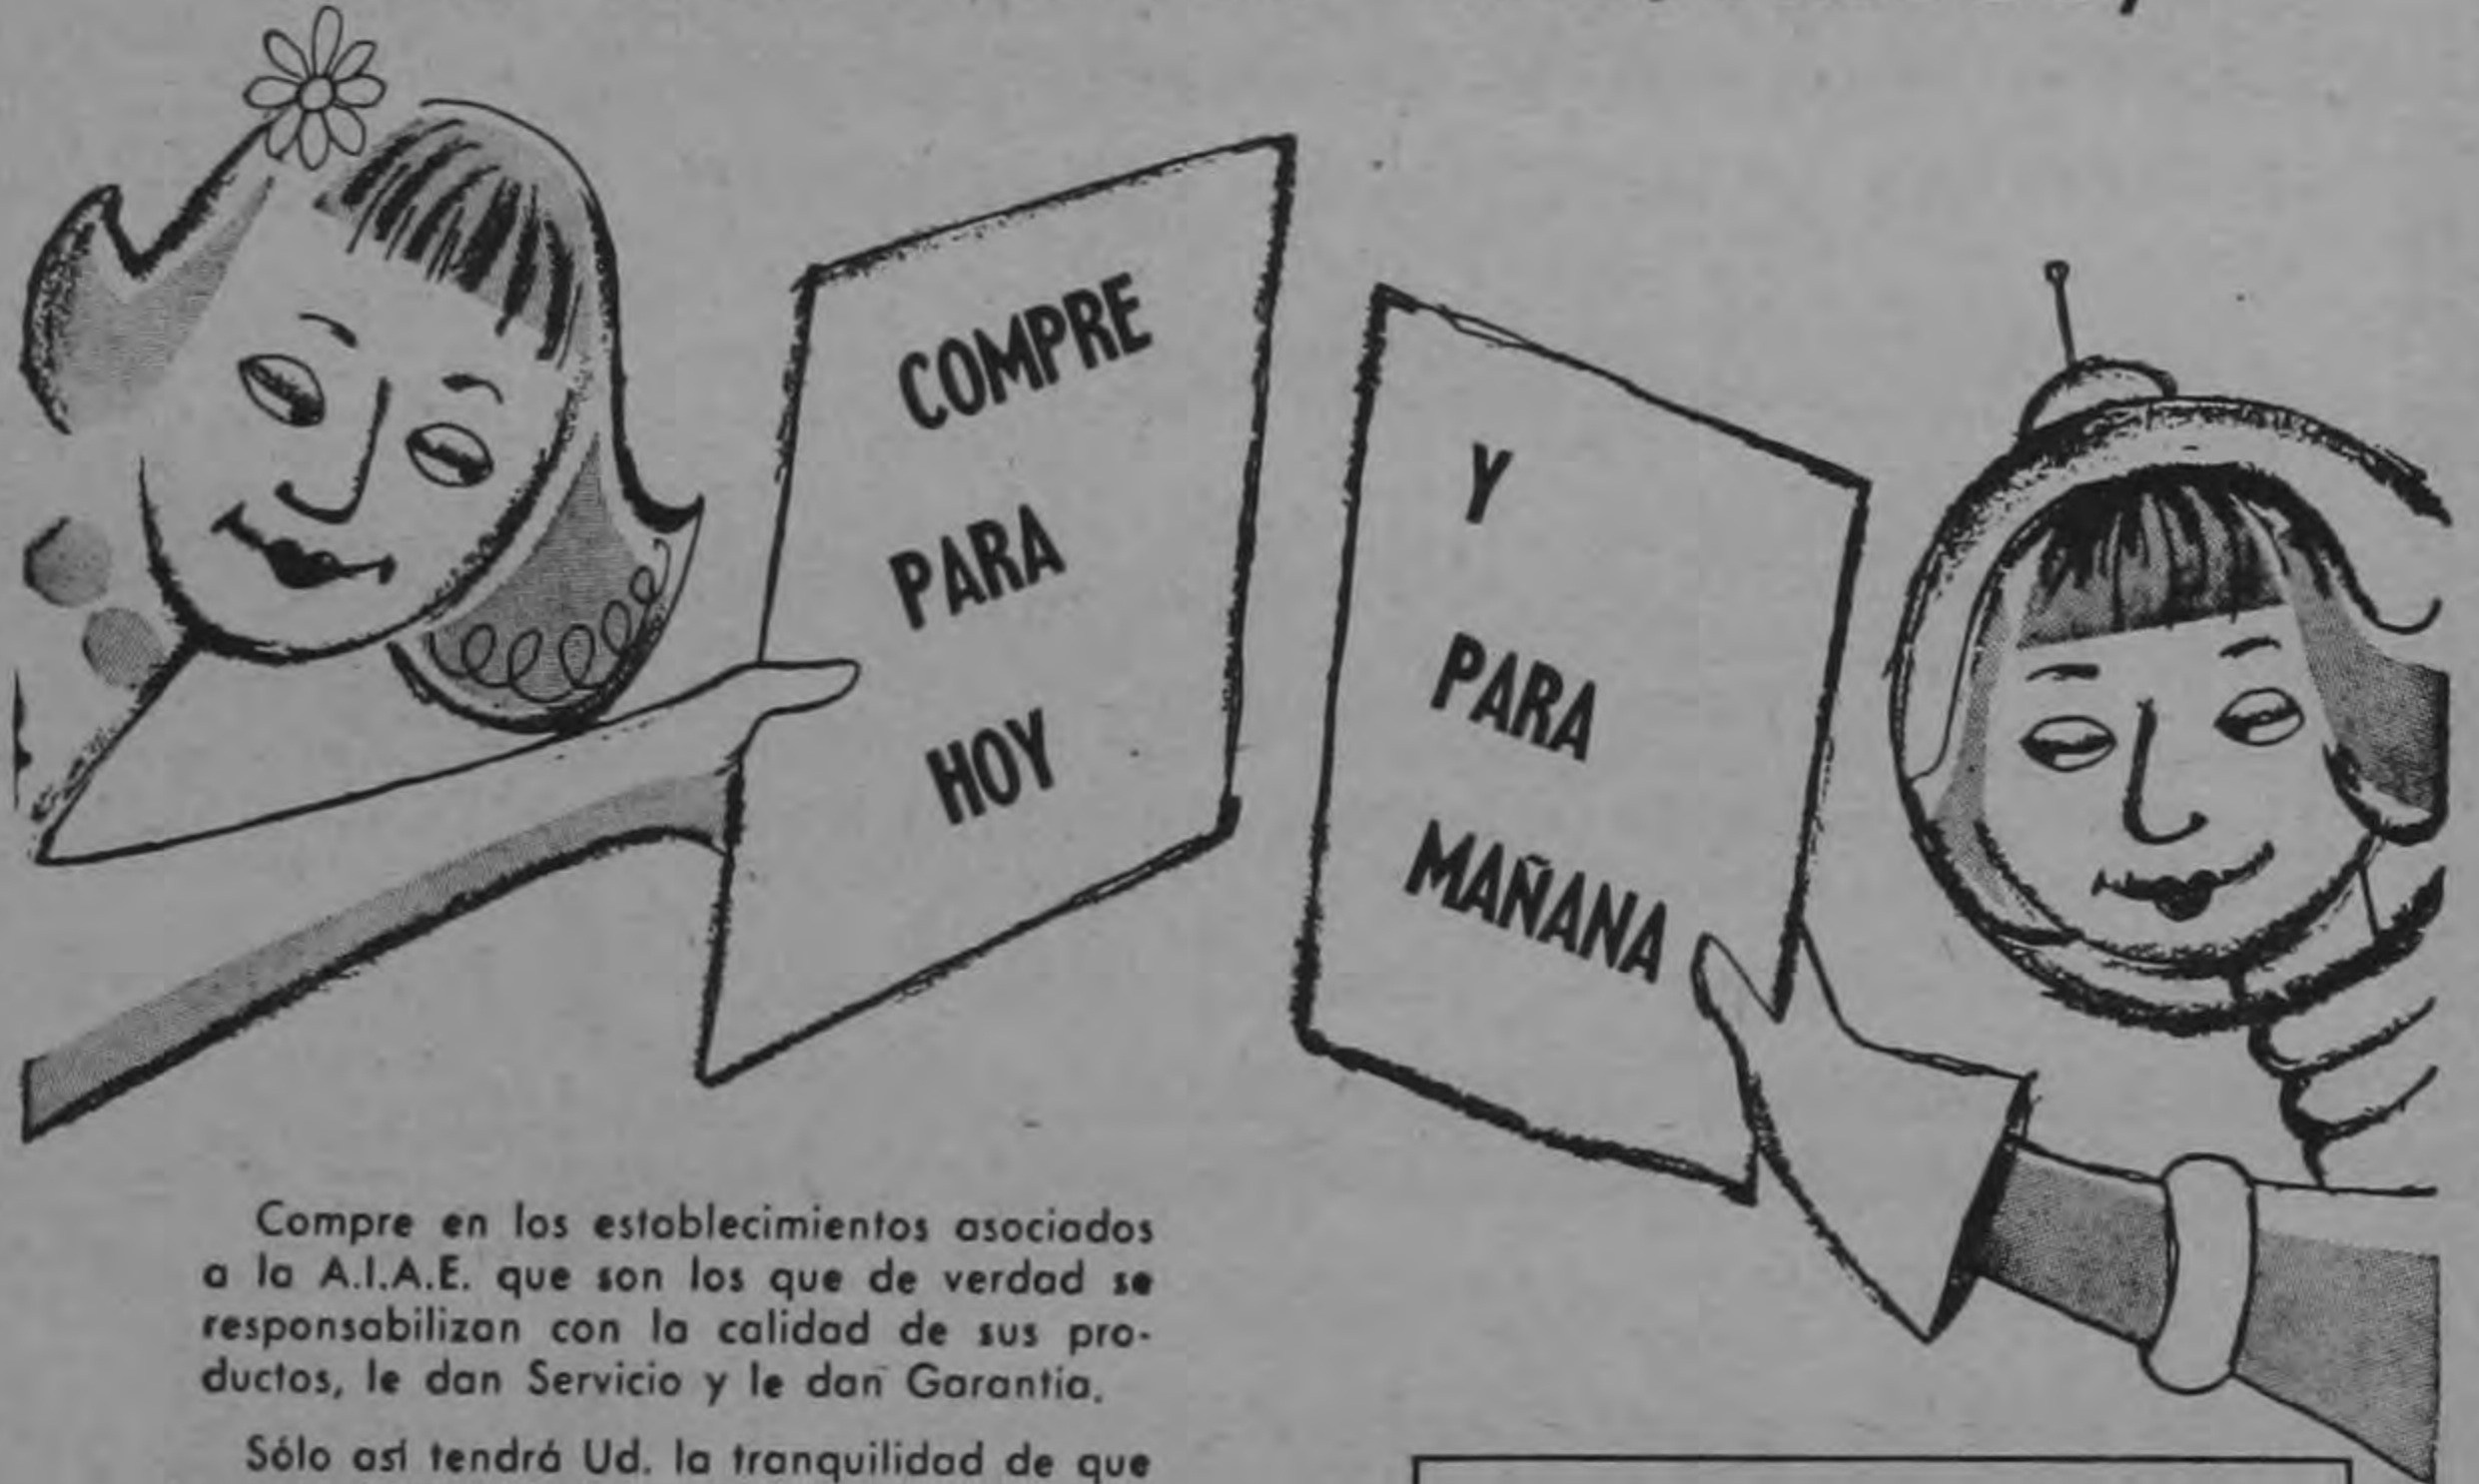 COMPRE
PARA
HOY
Y
PARA
MAÑANA
Compre en los establecimientos asociados
a la A.I.A.E. que son los que de verdad se
responsabilizan con la calidad de sus pro-
ductos, le dan Servicio y le dan Garantía.
Sólo así tendrá Ud. la tranquilidad de que